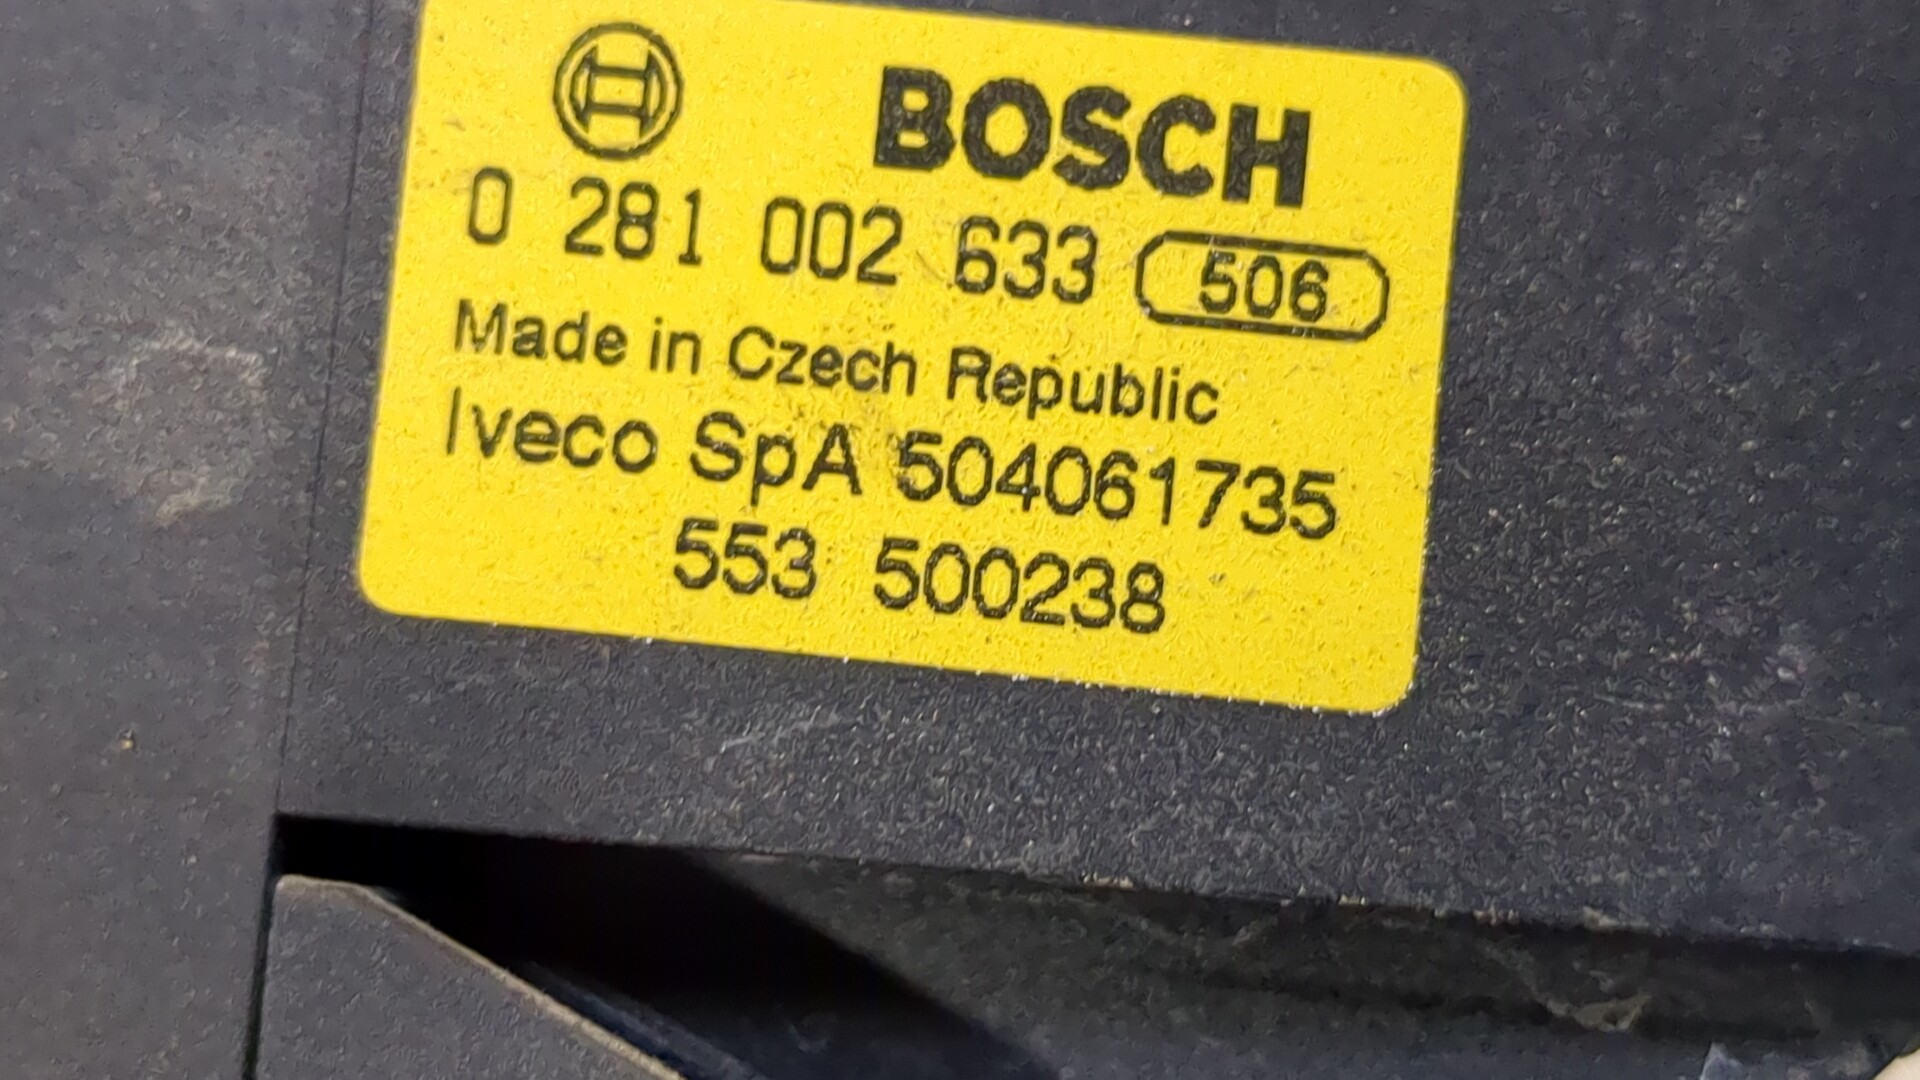 BOSCH
0 281 002 633 506
Made in Czech Republic
Iveco SpA 504061735
553 500238